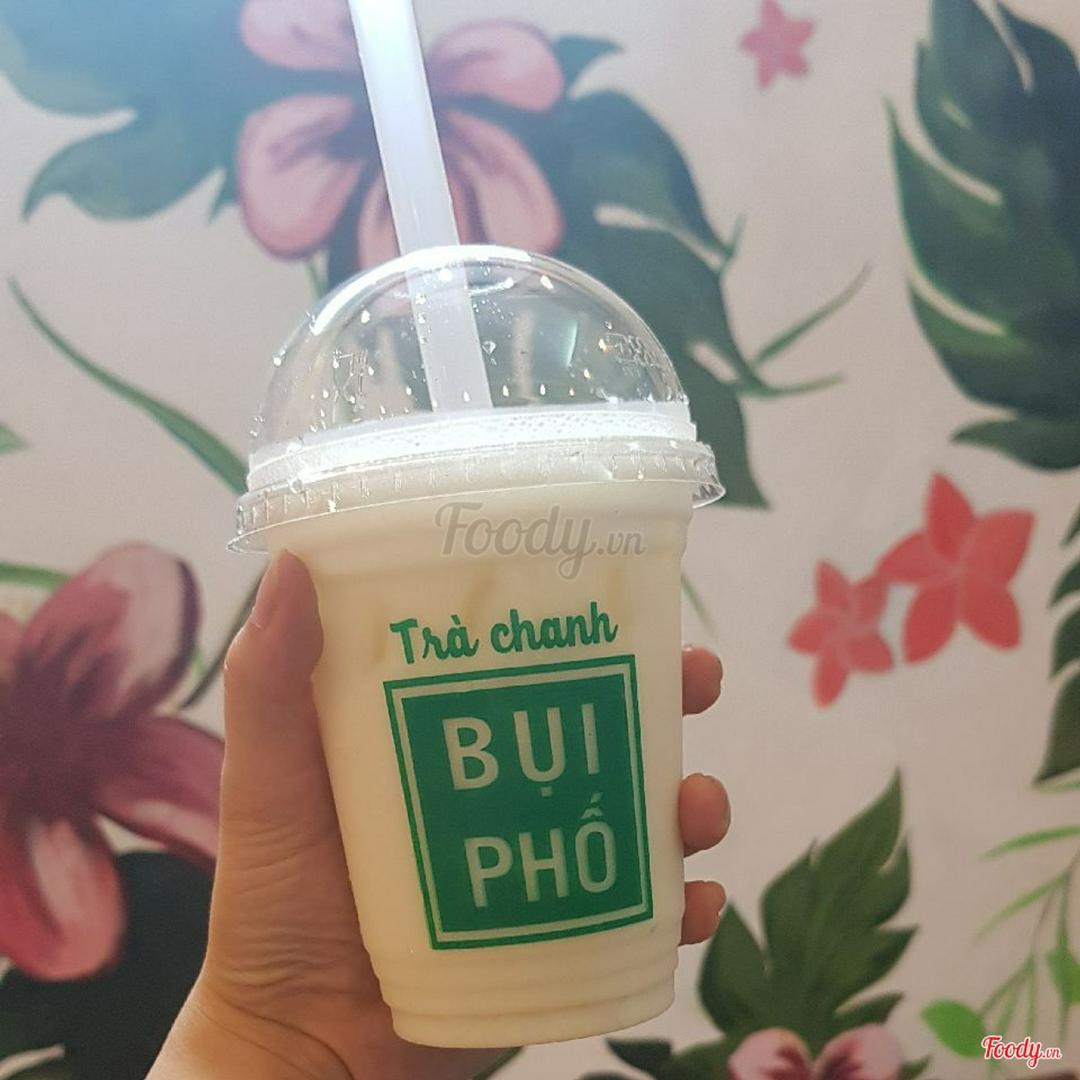 Foody.vn
Trà chanh
BỤI
PHỐ
Foody.vn